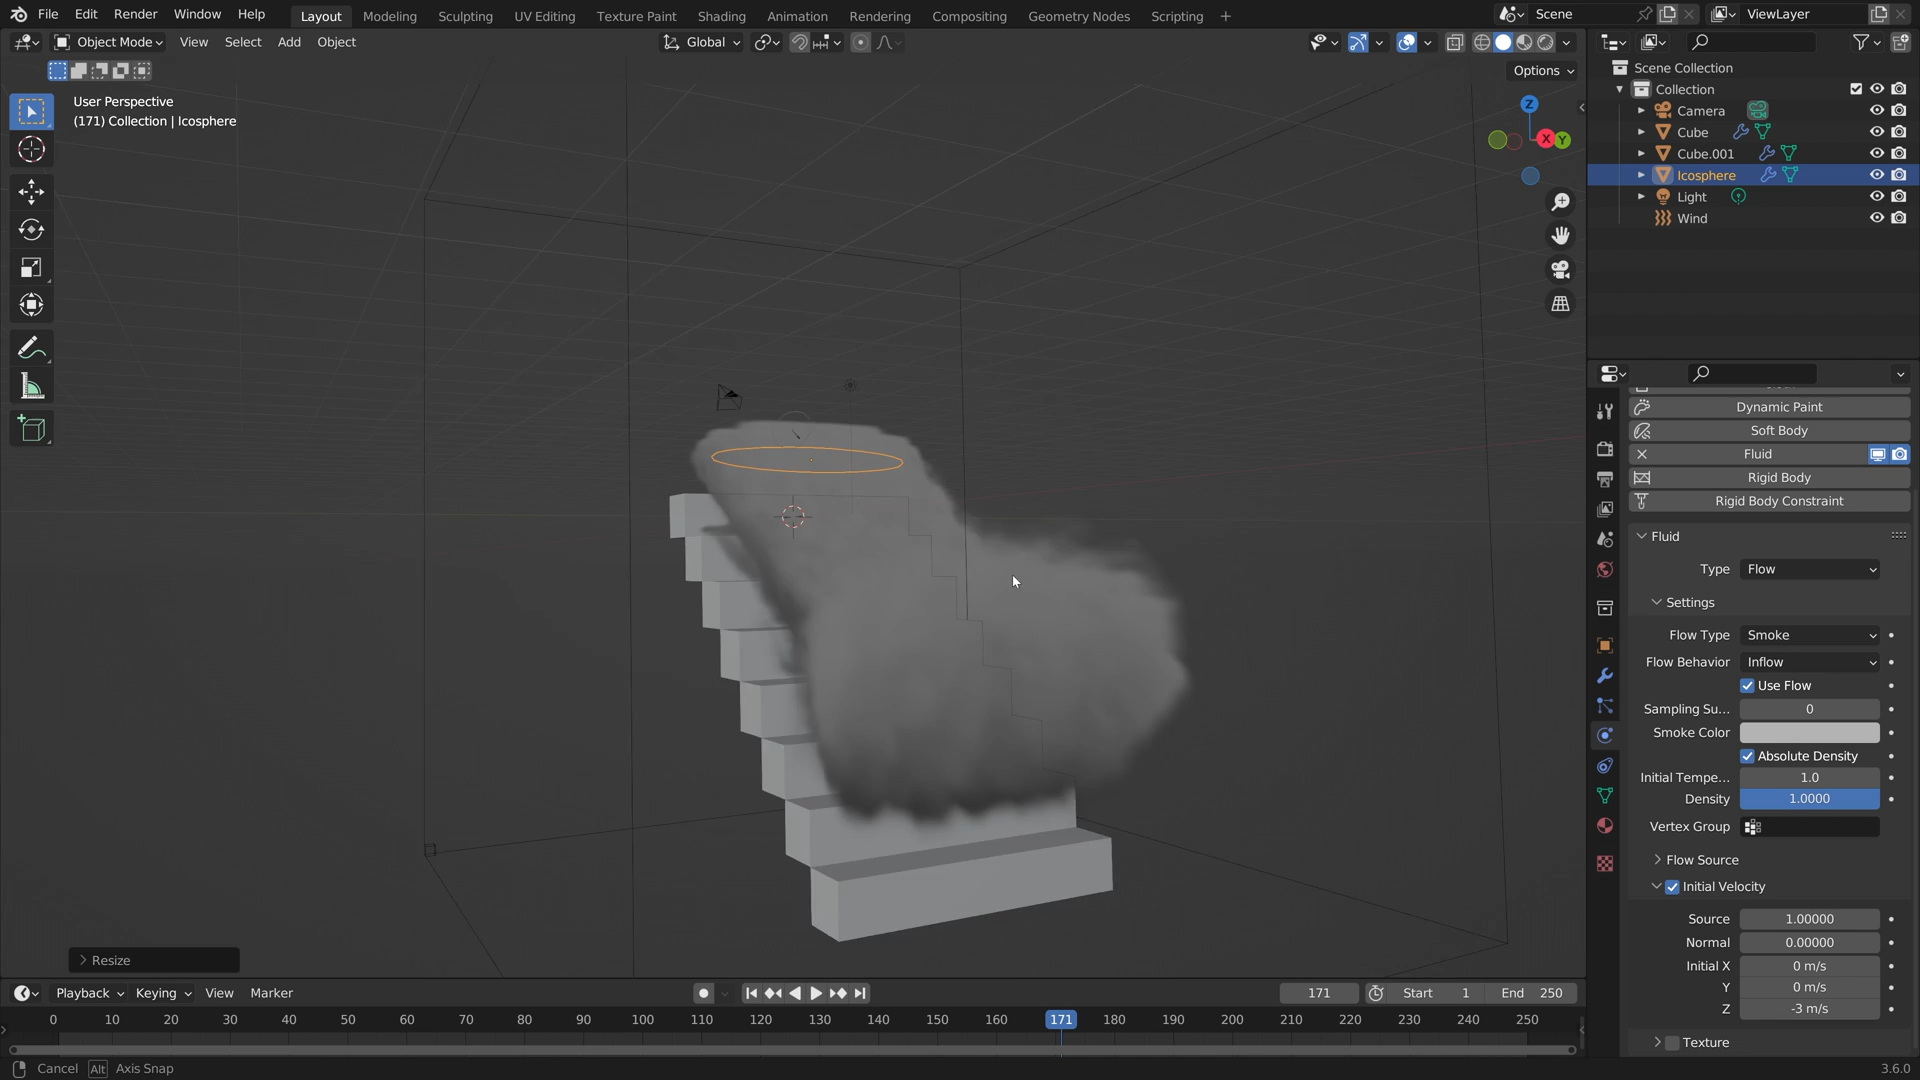 File Edit Render Window Help Layout Modeling Sculpting UV Editing Texture Paint Shading Animation Rendering Compositing Geometry Nodes Scripting Scene ViewLayer
Object Mode View Select Add Object Global
Options
User Perspective
(171) Collection | Icosphere
Z
X
Y
Scene Collection
Collection
Camera
Cube
Cube.001
Icosphere
Light
Wind
Dynamic Paint
Soft Body
Fluid
Rigid Body
Rigid Body Constraint
Fluid
Type Flow
Settings
Flow Type Smoke
Flow Behavior Inflow
Use Flow
Sampling Su... 0
Smoke Color
Absolute Density
Initial Tempe... 1.0
Density 1.0000
Vertex Group
Flow Source
Initial Velocity
Source 1.00000
Normal 0.00000
Initial X 0 m/s
Y 0 m/s
Z -3 m/s
Texture
Resize
Playback Keying View Marker 171 Start 1 End 250
0 10 20 30 40 50 60 70 80 90 100 110 120 130 140 150 160 171 180 190 200 210 220 230 240 250
Cancel Alt Axis Snap 3.6.0